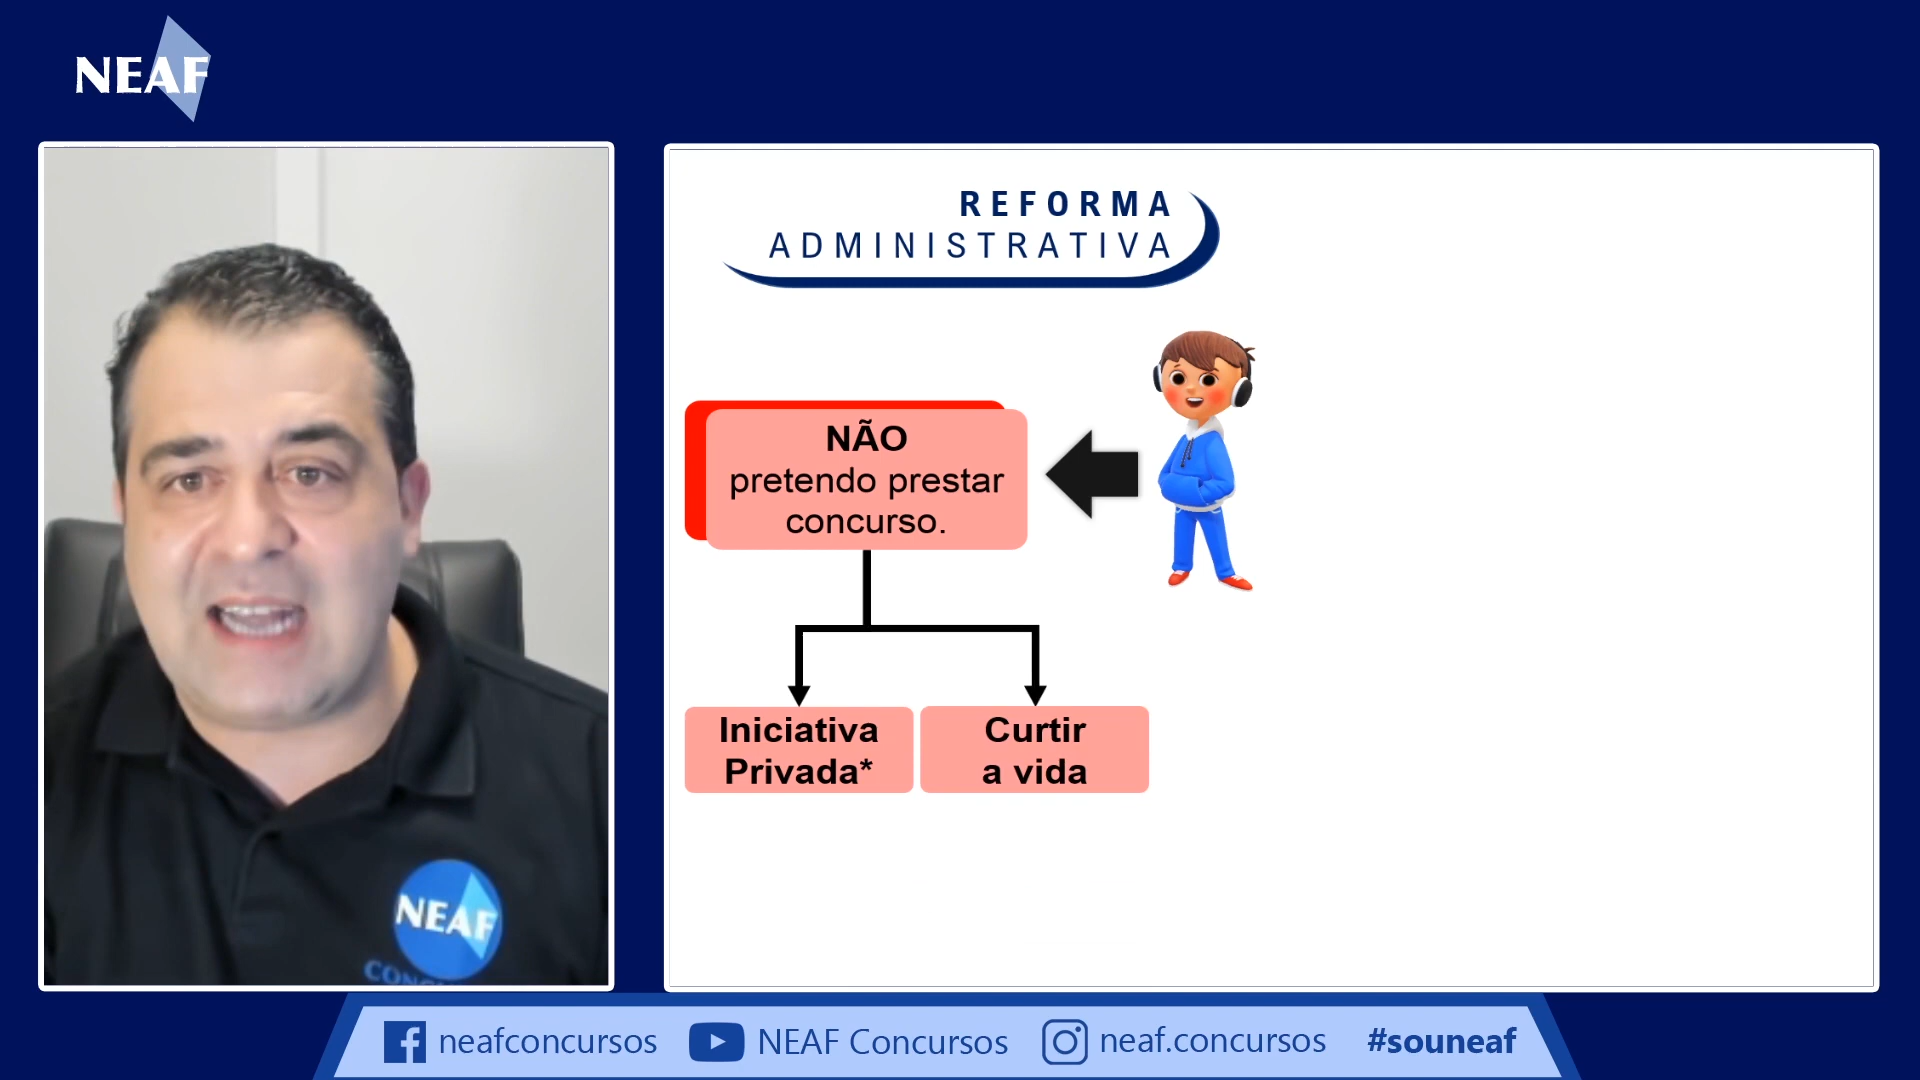 NEAF
REFORMA
ADMINISTRATIVA
NÃO
pretendo prestar
concurso.
Iniciativa
Privada*
Curtir
a vida
NEAF
neafconcursos
NEAF Concursos
neaf.concursos
#souneaf